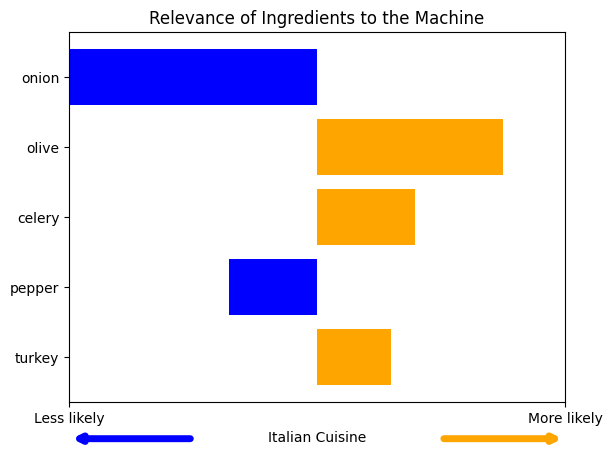 Relevance of Ingredients to the Machine
onion
olive
celery
pepper
turkey
Less likely
More likely
Italian Cuisine